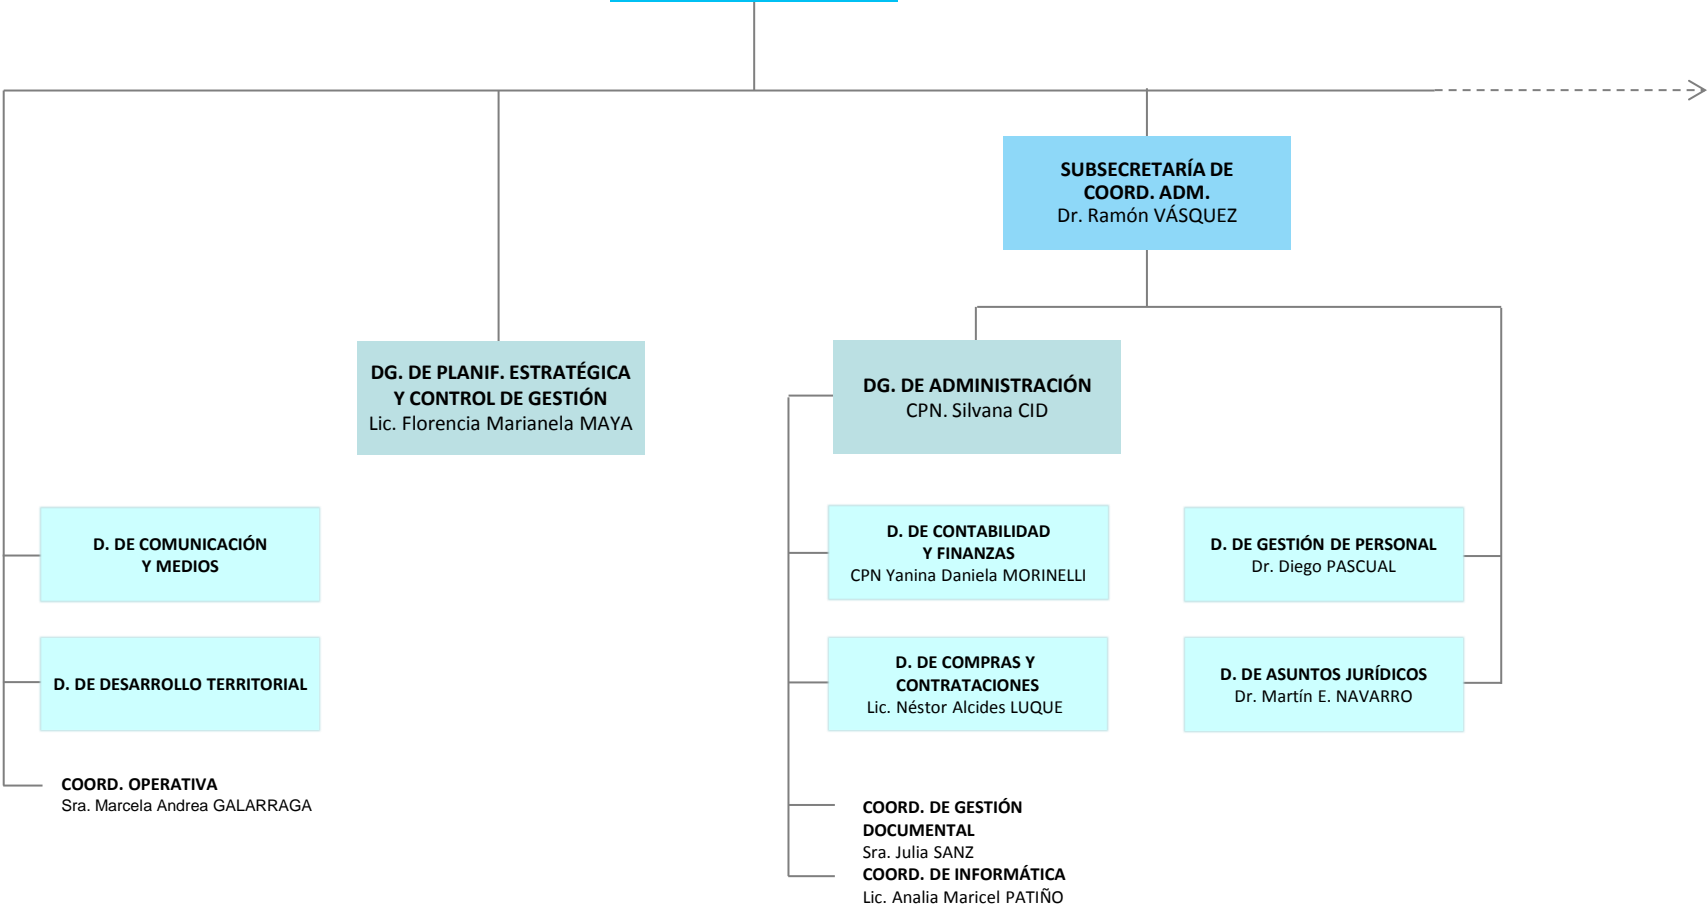 SUBSECRETARÍA DE
COORD. ADM.
Dr. Ramón VÁSQUEZ
DG. DE PLANIF. ESTRATÉGICA
Y CONTROL DE GESTIÓN
Lic. Florencia Marianela MAYA
DG. DE ADMINISTRACIÓN
CPN. Silvana CID
D. DE COMUNICACIÓN
Y MEDIOS
D. DE CONTABILIDAD
Y FINANZAS
CPN Yanina Daniela MORINELLI
D. DE GESTIÓN DE PERSONAL
Dr. Diego PASCUAL
D. DE DESARROLLO TERRITORIAL
D. DE COMPRAS Y
CONTRATACIONES
Lic. Néstor Alcides LUQUE
D. DE ASUNTOS JURÍDICOS
Dr. Martín E. NAVARRO
COORD. OPERATIVA
Sra. Marcela Andrea GALARRAGA
COORD. DE GESTIÓN
DOCUMENTAL
Sra. Julia SANZ
COORD. DE INFORMÁTICA
Lic. Analia Maricel PATIÑO